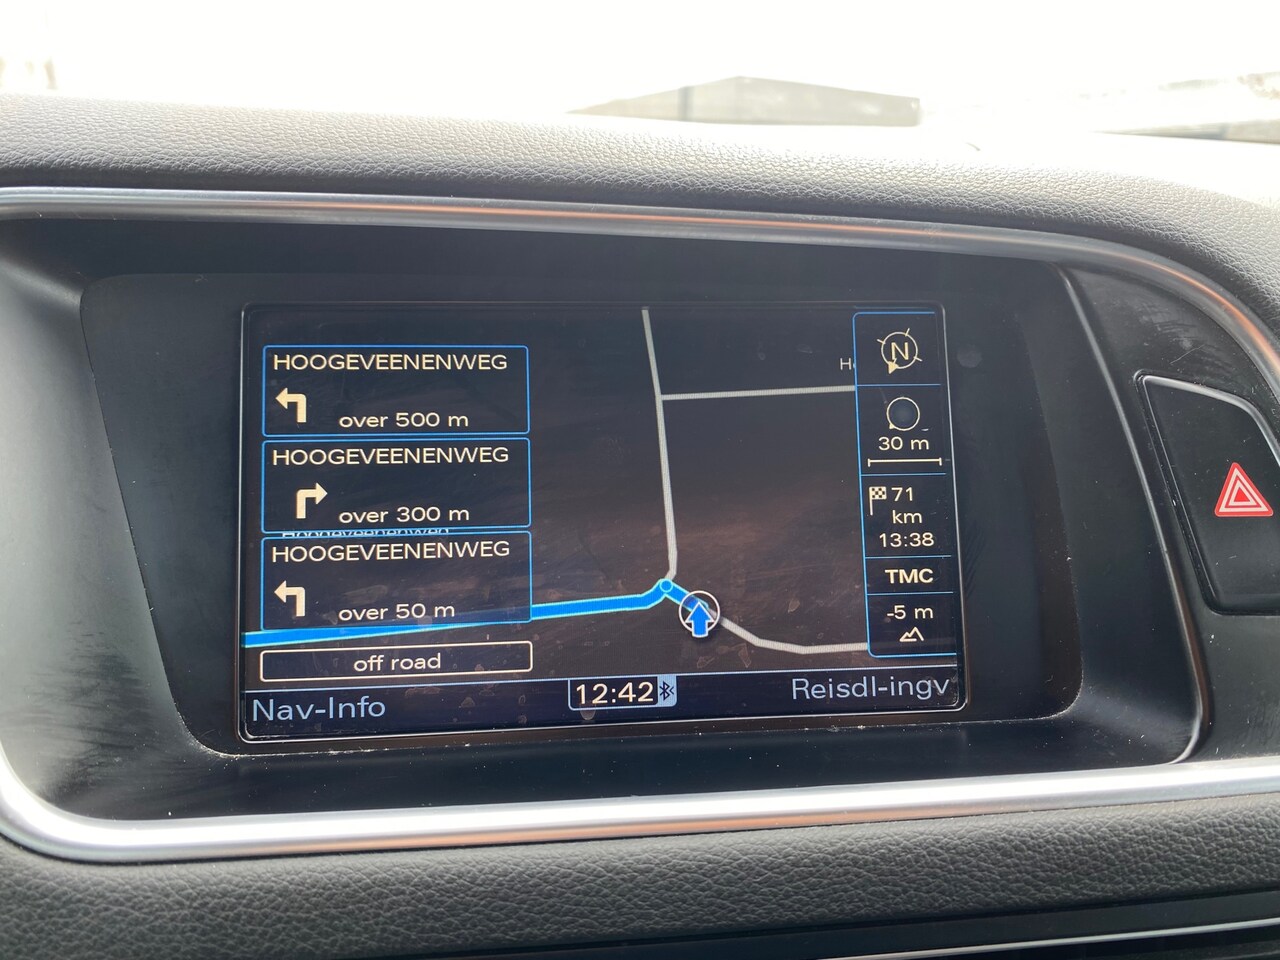 HOOGEVEENENWEG
over 500 m
HOOGEVEENENWEG
over 300 m
Hoogeveenenweg
HOOGEVEENENWEG
over 50 m
off road
N
30 m
71
km
13:38
TMC
-5 m
Nav-Info
12:42
Reisdl-ingv